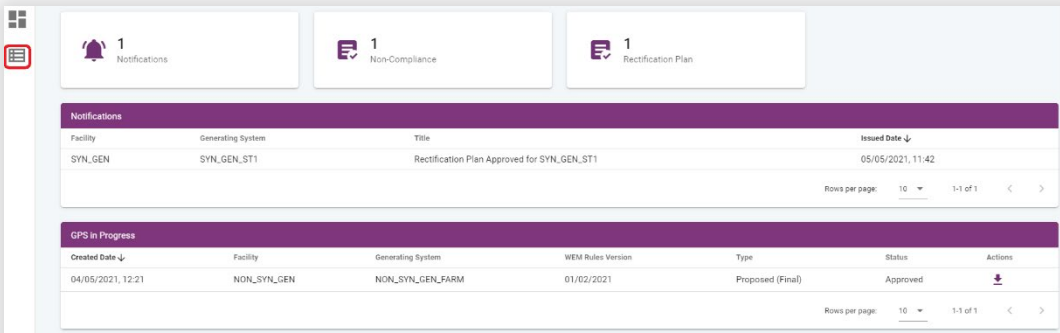 1
Notifications
1
Non-Compliance
1
Rectification Plan
Notifications
Facility Generating System Title Issued Date
SYN_GEN SYN_GEN_ST1 Rectification Plan Approved for SYN_GEN_ST1 05/05/2021, 11:42
Rows per page: 10 1-1 of 1
GPS in Progress
Created Date Facility Generating System WEM Rules Version Type Status Actions
04/05/2021, 12:21 NON_SYN_GEN NON_SYN_GEN_FARM 01/02/2021 Proposed (Final) Approved
Rows per page: 10 1-1 of 1